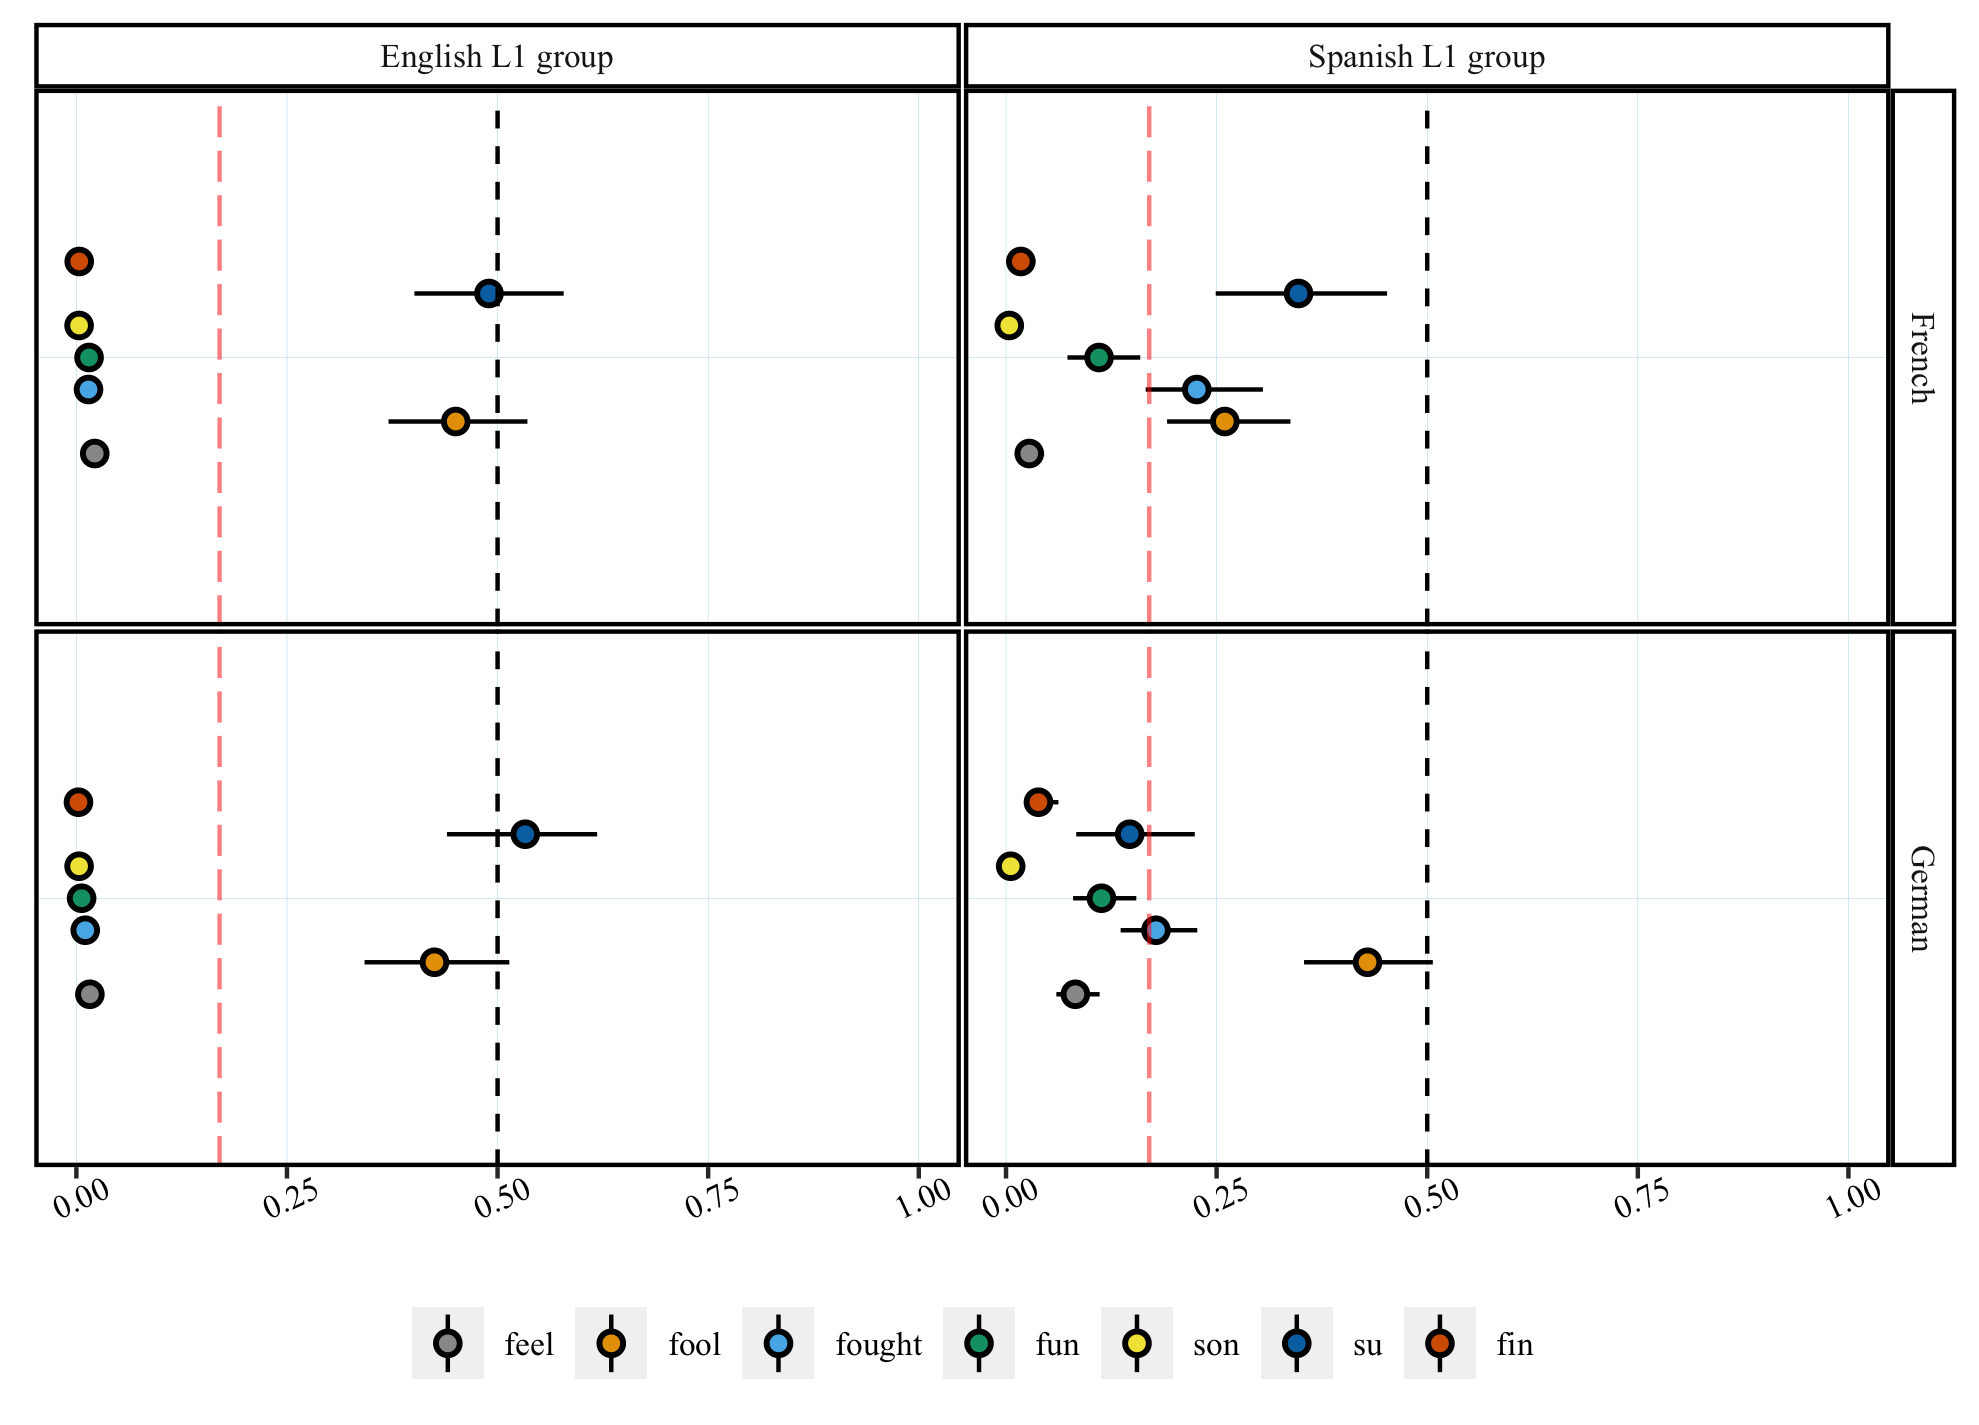 English L1 group
Spanish L1 group
French
German
0.00 0.25 0.50 0.75 1.00 0.00 0.25 0.50 0.75 1.00
feel fool fought fun son su fin